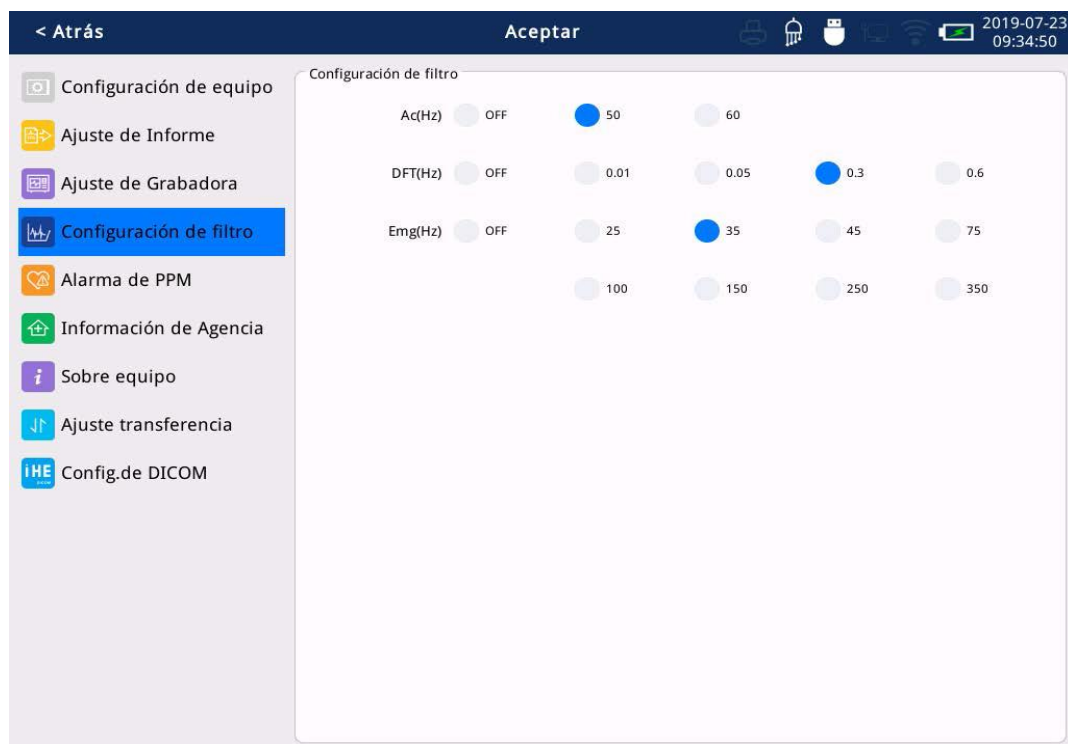 < Atrás
Aceptar
2019-07-23
09:34:50
Configuración de equipo
Ajuste de Informe
Ajuste de Grabadora
Configuración de filtro
Alarma de PPM
Información de Agencia
Sobre equipo
Ajuste transferencia
iHE Config.de DICOM
Configuración de filtro
Ac(Hz) OFF 50 60
DFT(Hz) OFF 0.01 0.05 0.3 0.6
Emg(Hz) OFF 25 35 45 75
100 150 250 350